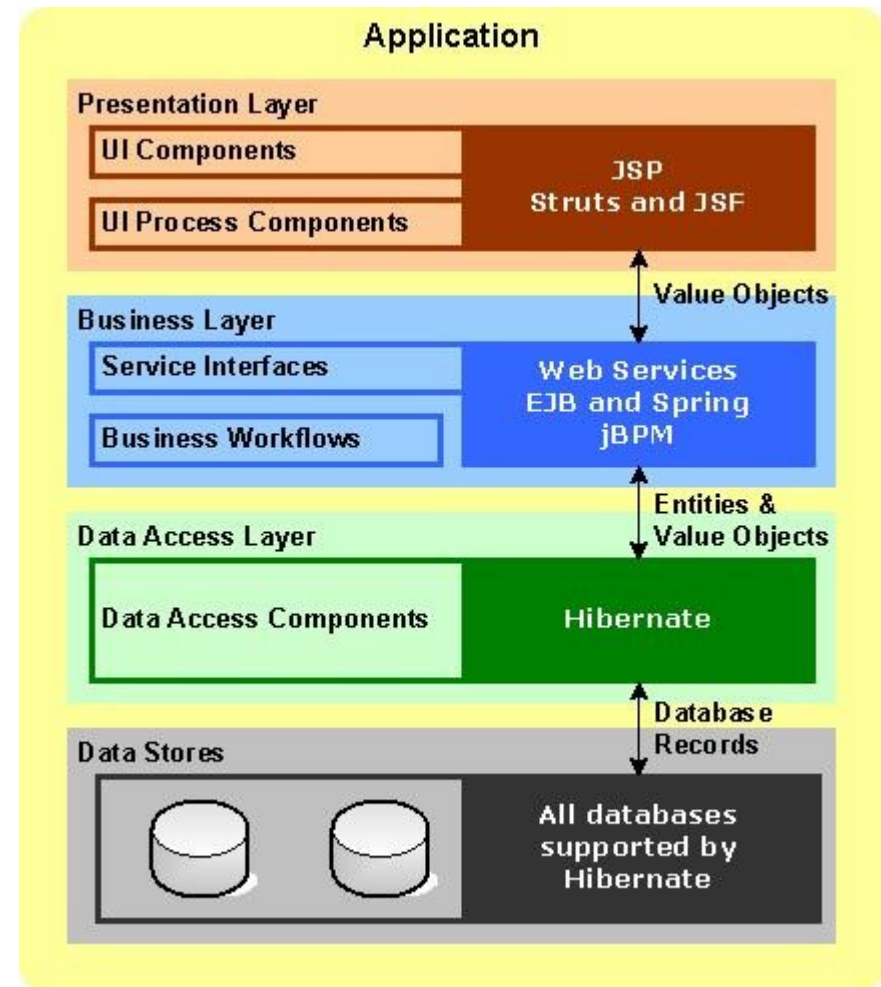 Application
Presentation Layer
UI Components
UI Process Components
JSP
Struts and JSF
Value Objects
Business Layer
Service Interfaces
Business Workflows
Web Services
EJB and Spring
jBPM
Entities &
Value Objects
Data Access Layer
Data Access Components
Hibernate
Database
Records
Data Stores
All databases
supported by
Hibernate